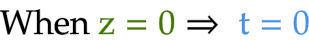 When z = 0 ⇒ t = 0